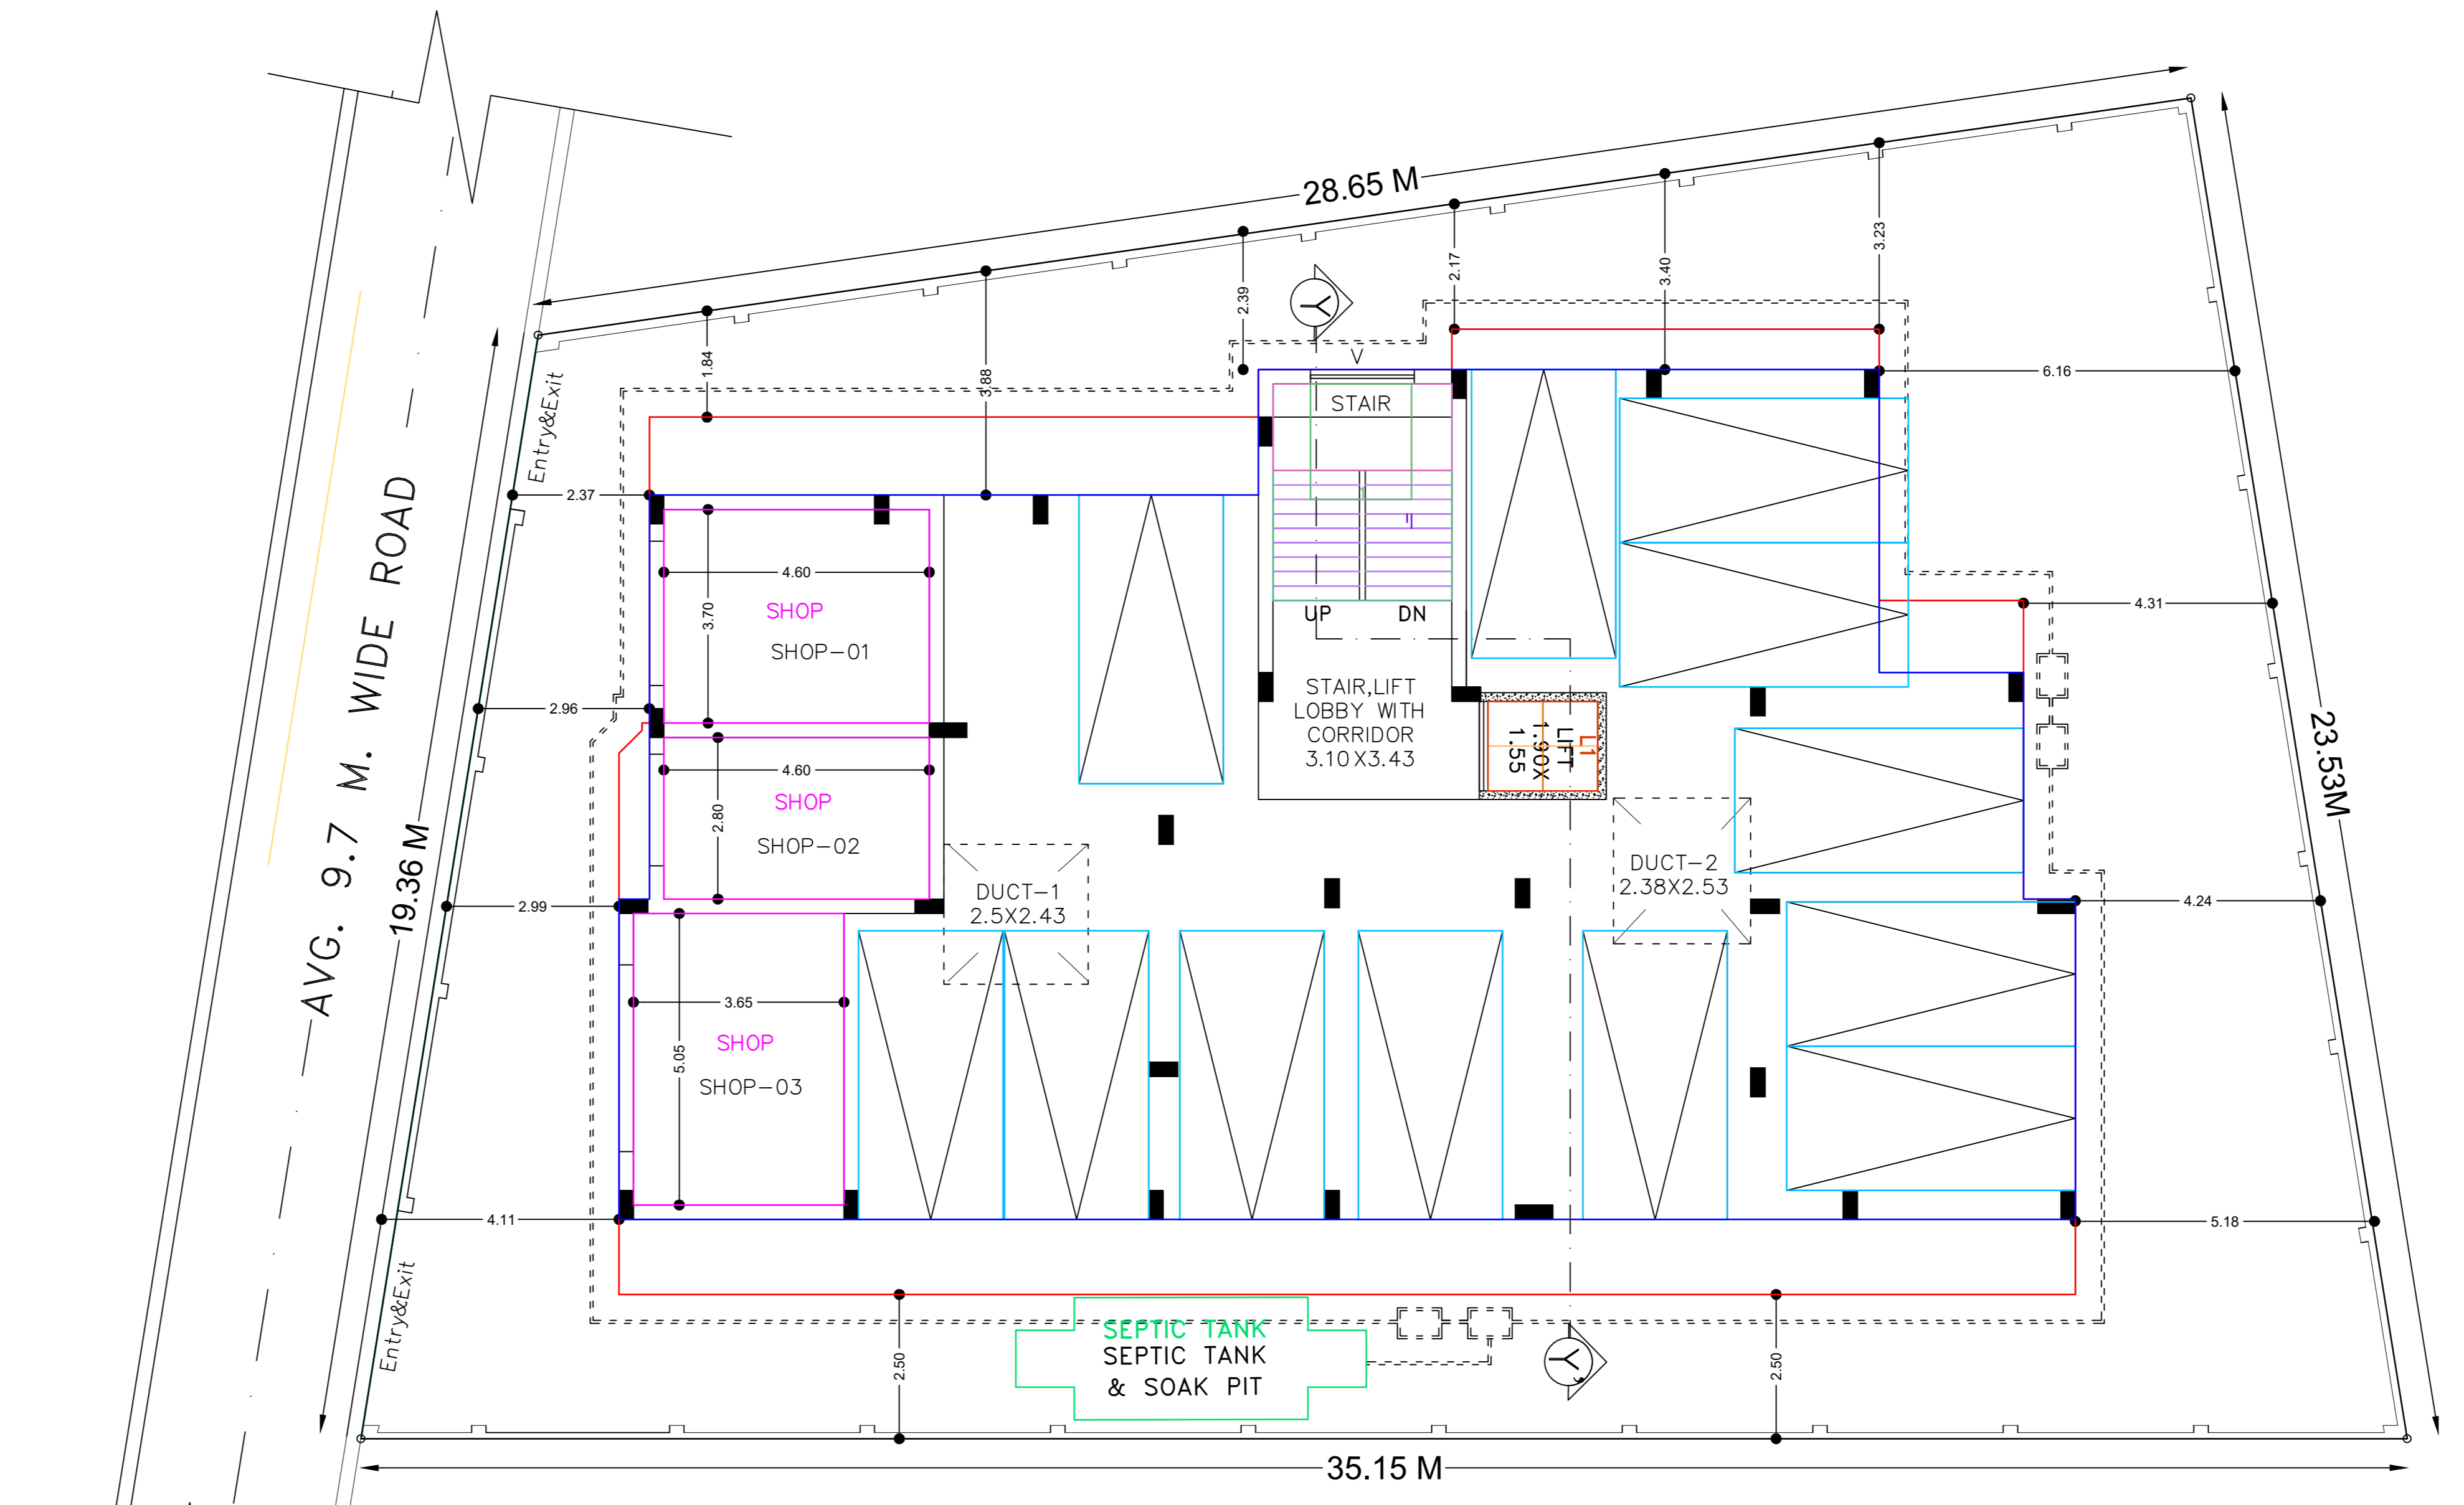 28.65 M
3.23
3.40
2.17
2.39
Y
V
1.84
3.88
Entry&Exit
STAIR
6.16
2.37
4.60
3.70
SHOP
SHOP-01
UP
DN
4.31
AVG. 9.7 M. WIDE ROAD
19.36 M
2.96
STAIR,LIFT
LOBBY WITH
CORRIDOR
3.10X3.43
LIFT
1.90X
1.55
L1
23.53M
4.60
2.80
SHOP
SHOP-02
DUCT-1
2.5X2.43
DUCT-2
2.38X2.53
2.99
4.24
3.65
5.05
SHOP
SHOP-03
4.11
5.18
Entry&Exit
2.50
SEPTIC TANK
SEPTIC TANK
& SOAK PIT
Y'
2.50
35.15 M